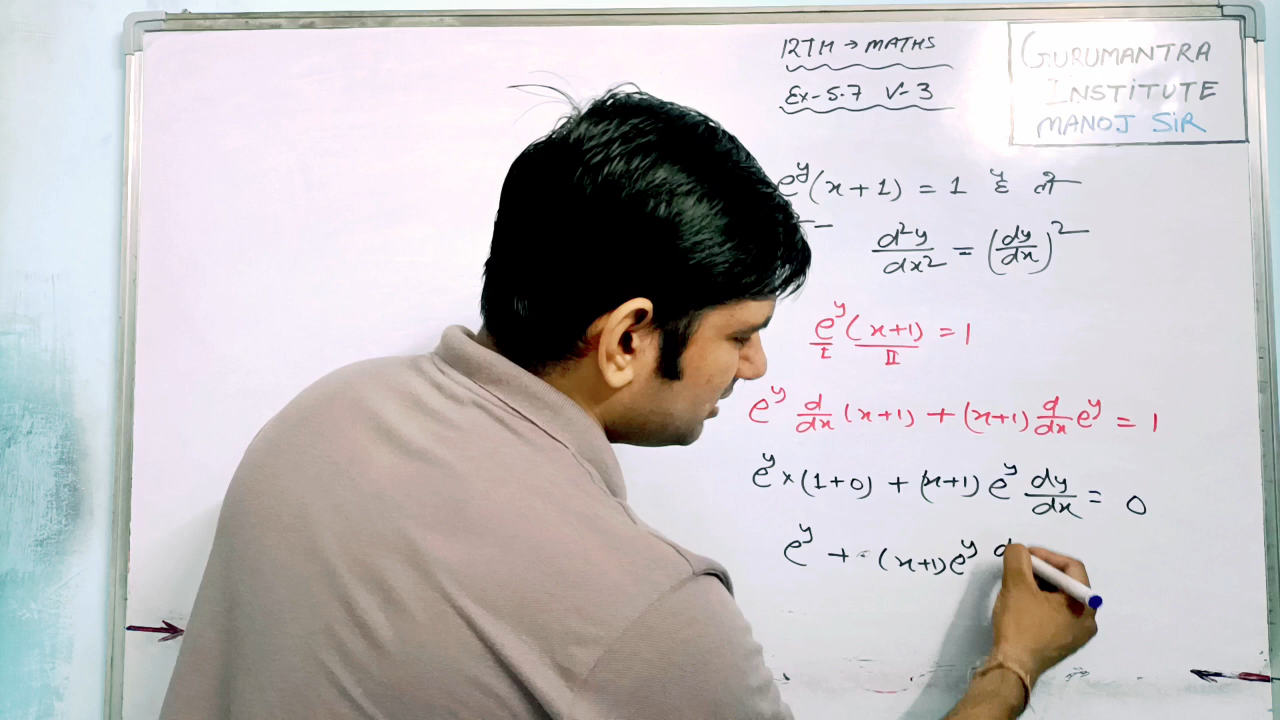 12TH → MATHS
Ex-5.7 V-3
GURUMANTRA
INSTITUTE
MANOJ SIR
e^y (x+1) = 1 है तो
d²y/dx² = (dy/dx)²
e^y (x+1) = 1
I II
e^y d/dx (x+1) + (x+1) d/dx e^y = 1
e^y × (1+0) + (x+1) e^y dy/dx = 0
e^y + (x+1) e^y d